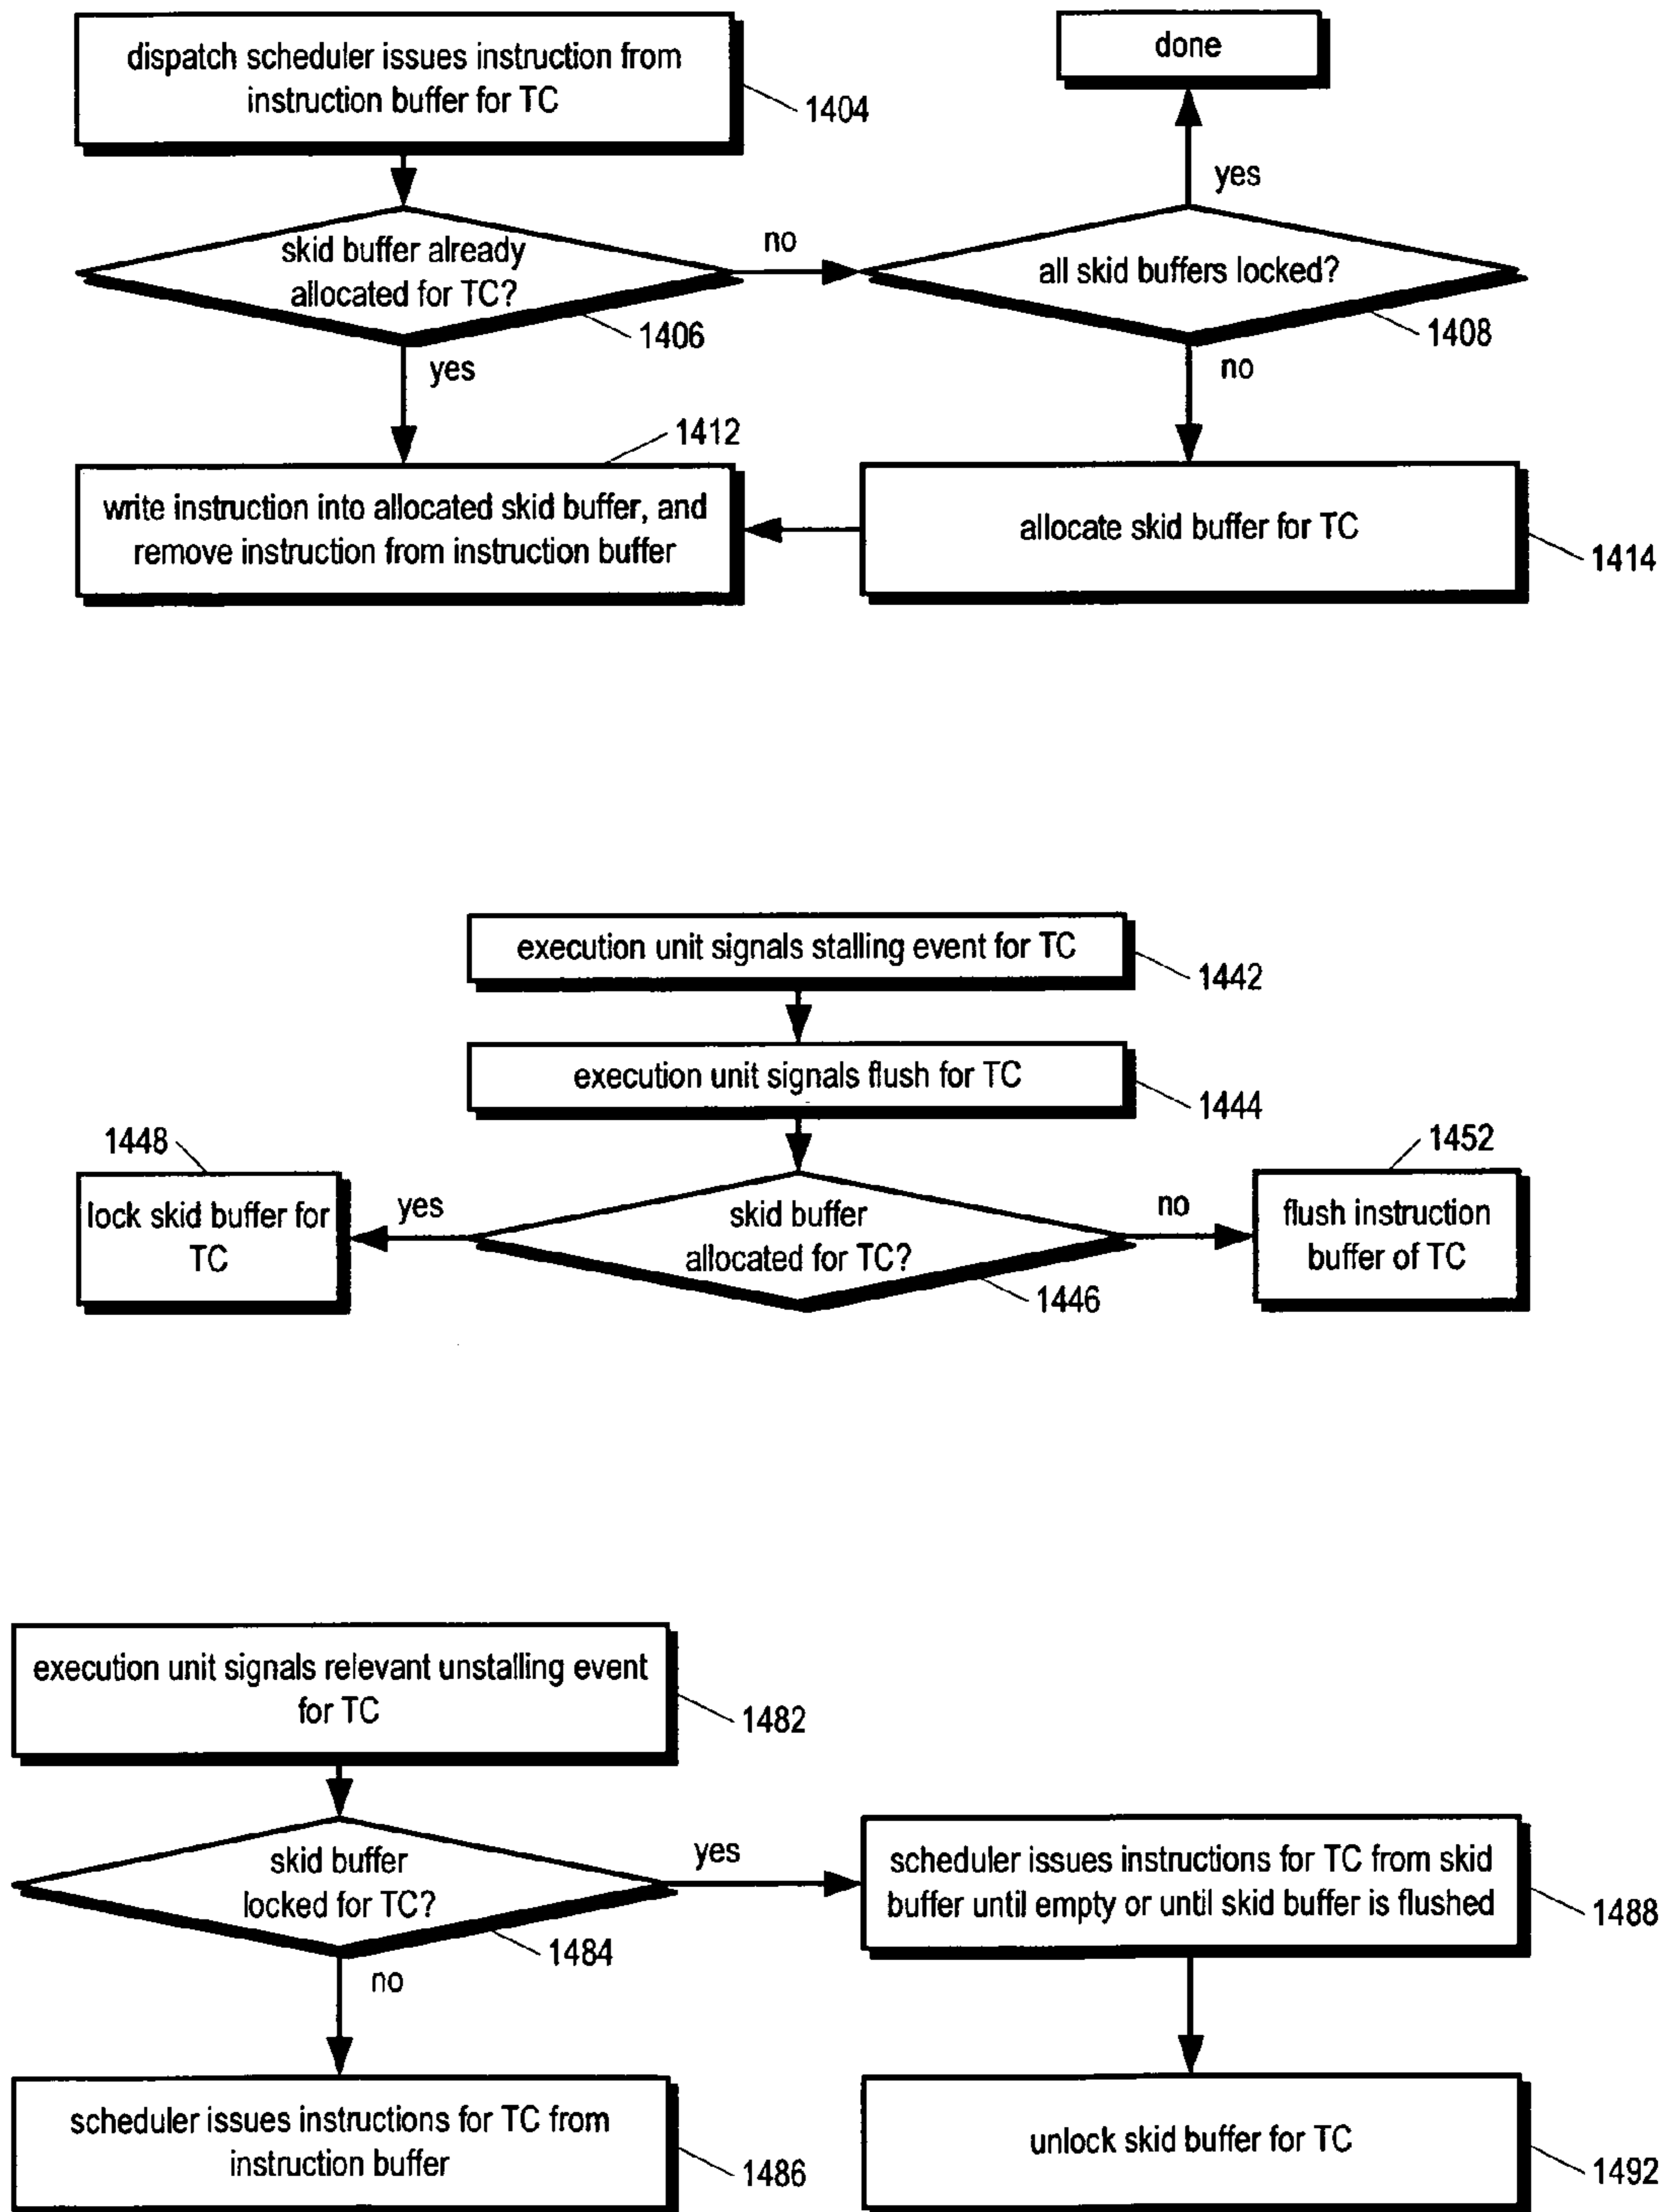 dispatch scheduler issues instruction from
instruction buffer for TC
1404
done
yes
skid buffer already
allocated for TC?
1406
no
all skid buffers locked?
1408
yes
no
1412
write instruction into allocated skid buffer, and
remove instruction from instruction buffer
allocate skid buffer for TC
1414
execution unit signals stalling event for TC
1442
execution unit signals flush for TC
1444
1448
lock skid buffer for
TC
yes
skid buffer
allocated for TC?
1446
no
1452
flush instruction
buffer of TC
execution unit signals relevant unstalling event
for TC
1482
skid buffer
locked for TC?
1484
yes
scheduler issues instructions for TC from skid
buffer until empty or until skid buffer is flushed
1488
no
scheduler issues instructions for TC from
instruction buffer
1486
unlock skid buffer for TC
1492